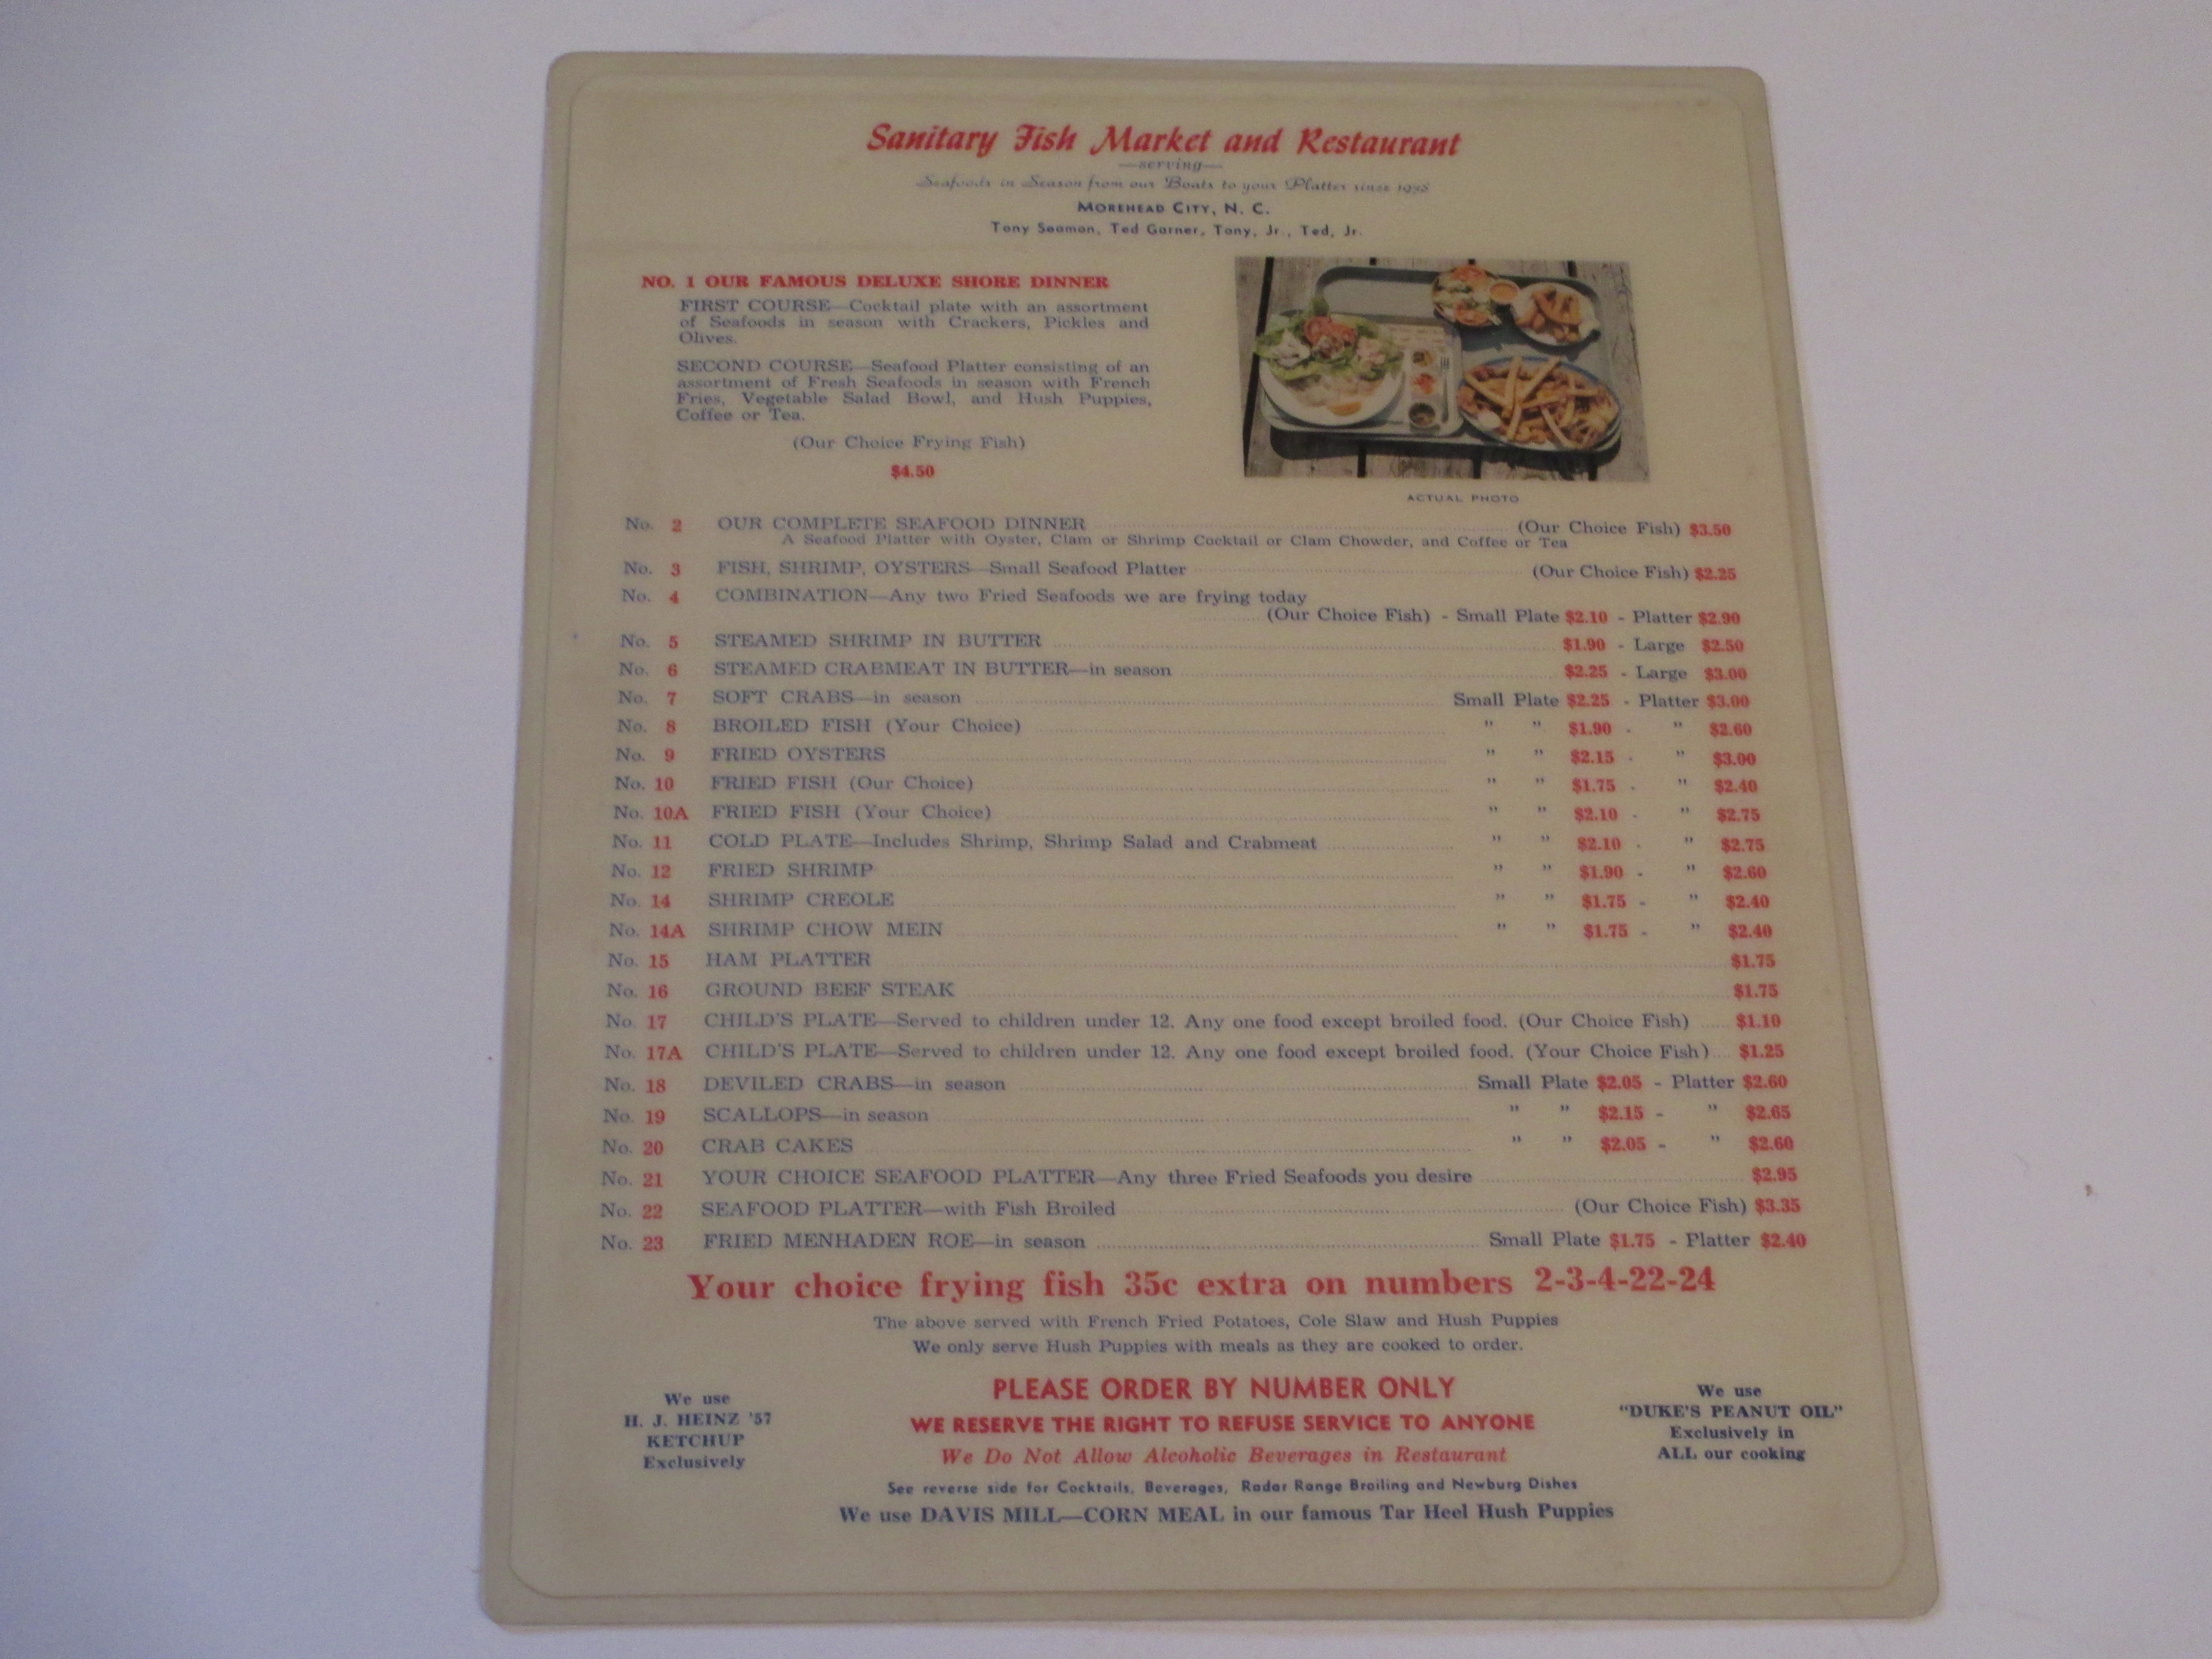 Sanitary Fish Market and Restaurant
—serving—
Seafoods in Season from our Boats to your Platter since 1938
MOREHEAD CITY, N. C.
Tony Seamon, Ted Garner, Tony, Jr., Ted, Jr.
NO. 1 OUR FAMOUS DELUXE SHORE DINNER
FIRST COURSE—Cocktail plate with an assortment
of Seafoods in season with Crackers, Pickles and
Olives.
SECOND COURSE—Seafood Platter consisting of an
assortment of Fresh Seafoods in season with French
Fries, Vegetable Salad Bowl, and Hush Puppies,
Coffee or Tea.
(Our Choice Frying Fish)
$4.50
ACTUAL PHOTO
No. 2 OUR COMPLETE SEAFOOD DINNER (Our Choice Fish) $3.50
A Seafood Platter with Oyster, Clam or Shrimp Cocktail or Clam Chowder, and Coffee or Tea
No. 3 FISH, SHRIMP, OYSTERS—Small Seafood Platter (Our Choice Fish) $2.25
No. 4 COMBINATION—Any two Fried Seafoods we are frying today
(Our Choice Fish) - Small Plate $2.10 - Platter $2.90
No. 5 STEAMED SHRIMP IN BUTTER $1.90 - Large $2.50
No. 6 STEAMED CRABMEAT IN BUTTER—in season $2.25 - Large $3.00
No. 7 SOFT CRABS—in season Small Plate $2.25 - Platter $3.00
No. 8 BROILED FISH (Your Choice) " " $1.90 - " $2.60
No. 9 FRIED OYSTERS " " $2.15 - " $3.00
No. 10 FRIED FISH (Our Choice) " " $1.75 - " $2.40
No. 10A FRIED FISH (Your Choice) " " $2.10 - " $2.75
No. 11 COLD PLATE—Includes Shrimp, Shrimp Salad and Crabmeat " " $2.10 - " $2.75
No. 12 FRIED SHRIMP " " $1.90 - " $2.60
No. 14 SHRIMP CREOLE " " $1.75 - " $2.40
No. 14A SHRIMP CHOW MEIN " " $1.75 - " $2.40
No. 15 HAM PLATTER $1.75
No. 16 GROUND BEEF STEAK $1.75
No. 17 CHILD'S PLATE—Served to children under 12. Any one food except broiled food. (Our Choice Fish) $1.10
No. 17A CHILD'S PLATE—Served to children under 12. Any one food except broiled food. (Your Choice Fish) $1.25
No. 18 DEVILED CRABS—in season Small Plate $2.05 - Platter $2.60
No. 19 SCALLOPS—in season " " $2.15 - " $2.65
No. 20 CRAB CAKES " " $2.05 - " $2.60
No. 21 YOUR CHOICE SEAFOOD PLATTER—Any three Fried Seafoods you desire $2.95
No. 22 SEAFOOD PLATTER—with Fish Broiled (Our Choice Fish) $3.35
No. 23 FRIED MENHADEN ROE—in season Small Plate $1.75 - Platter $2.40
Your choice frying fish 35c extra on numbers 2-3-4-22-24
The above served with French Fried Potatoes, Cole Slaw and Hush Puppies
We only serve Hush Puppies with meals as they are cooked to order.
We use
H. J. HEINZ '57
KETCHUP
Exclusively
PLEASE ORDER BY NUMBER ONLY
WE RESERVE THE RIGHT TO REFUSE SERVICE TO ANYONE
We Do Not Allow Alcoholic Beverages in Restaurant
See reverse side for Cocktails, Beverages, Radar Range Broiling and Newburg Dishes
We use DAVIS MILL—CORN MEAL in our famous Tar Heel Hush Puppies
We use
"DUKE'S PEANUT OIL"
Exclusively in
ALL our cooking